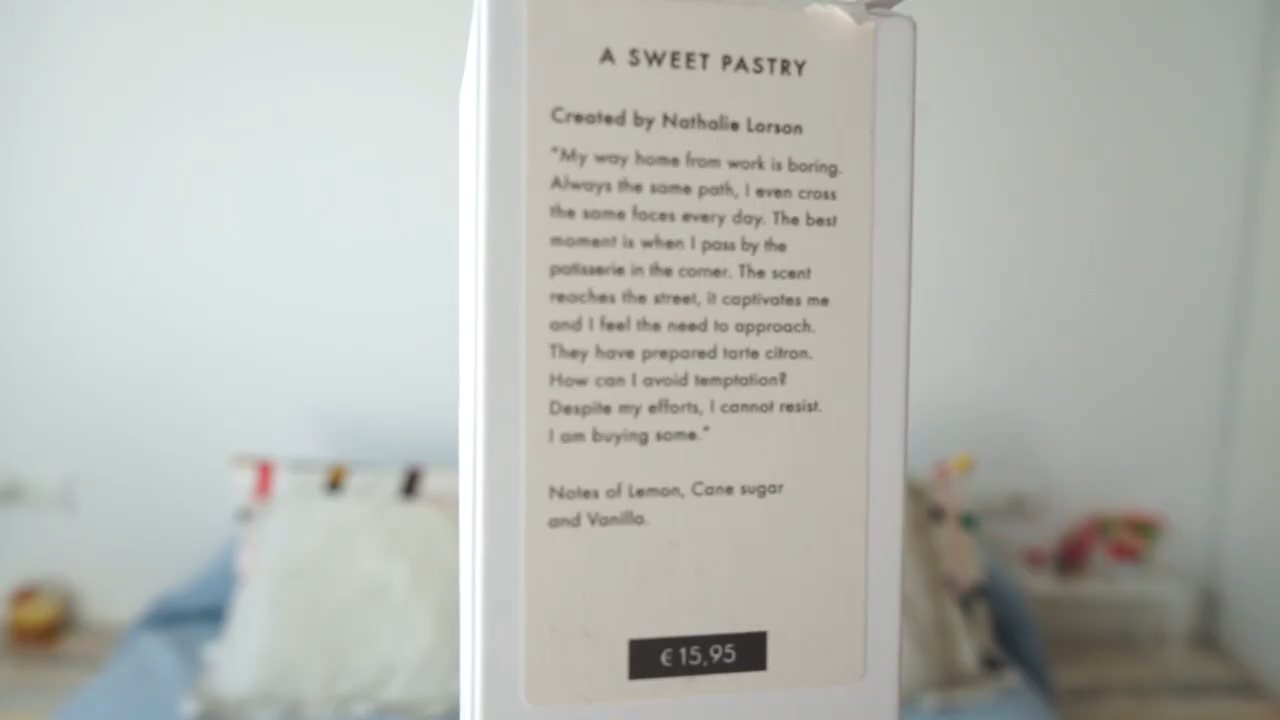 A SWEET PASTRY
Created by Nathalie Lorson
"My way home from work is boring.
Always the same path, I even cross
the same faces every day. The best
moment is when I pass by the
patisserie in the corner. The scent
reaches the street, it captivates me
and I feel the need to approach.
They have prepared tarte citron.
How can I avoid temptation?
Despite my efforts, I cannot resist.
I am buying some."
Notes of Lemon, Cane sugar
and Vanilla.
€15,95